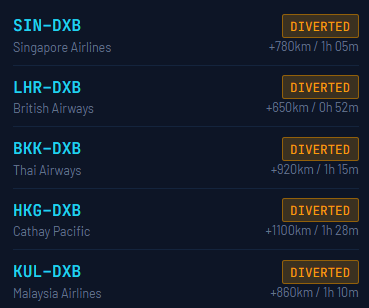 SIN-DXB DIVERTED
Singapore Airlines +780km / 1h 05m
LHR-DXB DIVERTED
British Airways +650km / 0h 52m
BKK-DXB DIVERTED
Thai Airways +920km / 1h 15m
HKG-DXB DIVERTED
Cathay Pacific +1100km / 1h 28m
KUL-DXB DIVERTED
Malaysia Airlines +860km / 1h 10m